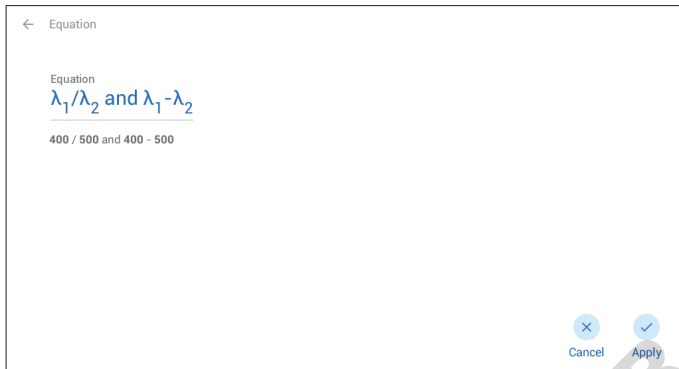 Equation
Equation
λ₁/λ₂ and λ₁-λ₂
400 / 500 and 400 - 500
Cancel Apply